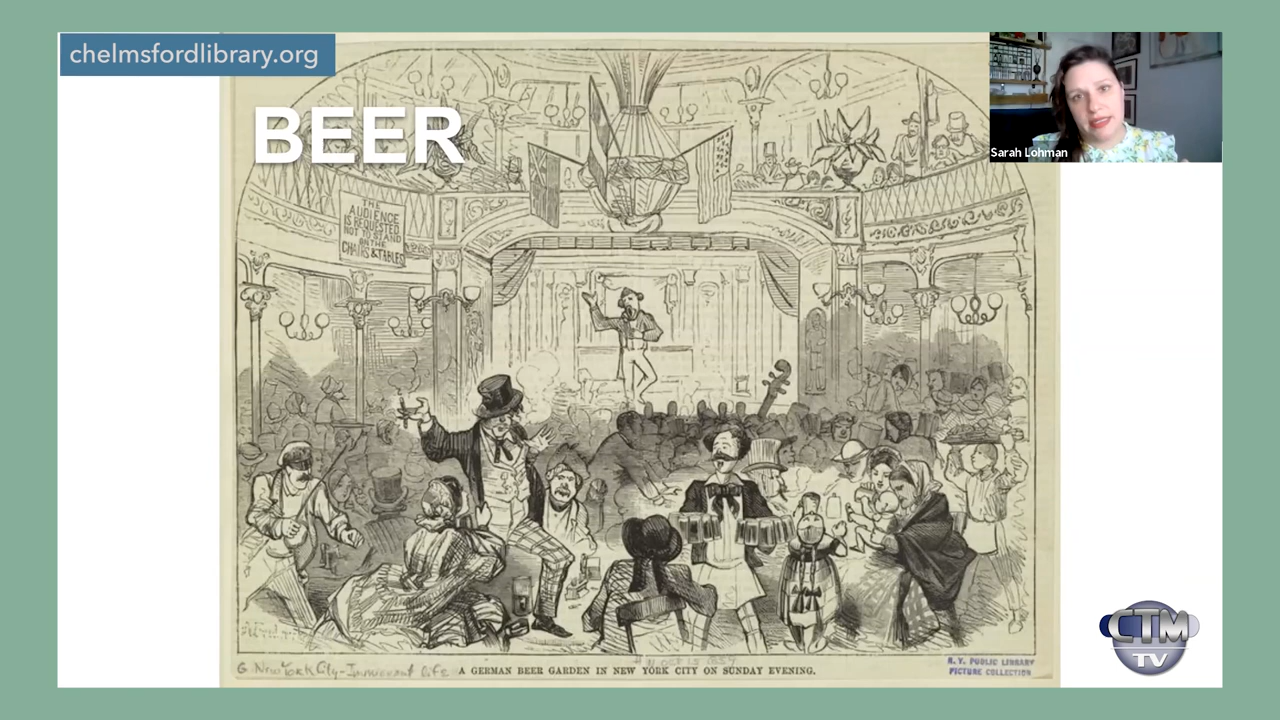 chelmsfordlibrary.org
BEER
Sarah Lohman
THE
AUDIENCE
IS REQUESTED
NOT TO STAND
ON THE
CHAIRS & TABLES
G New York City-Immigrant life
A GERMAN BEER GARDEN IN NEW YORK CITY ON SUNDAY EVENING.
N.Y. PUBLIC LIBRARY
PICTURE COLLECTION
CTM
TV